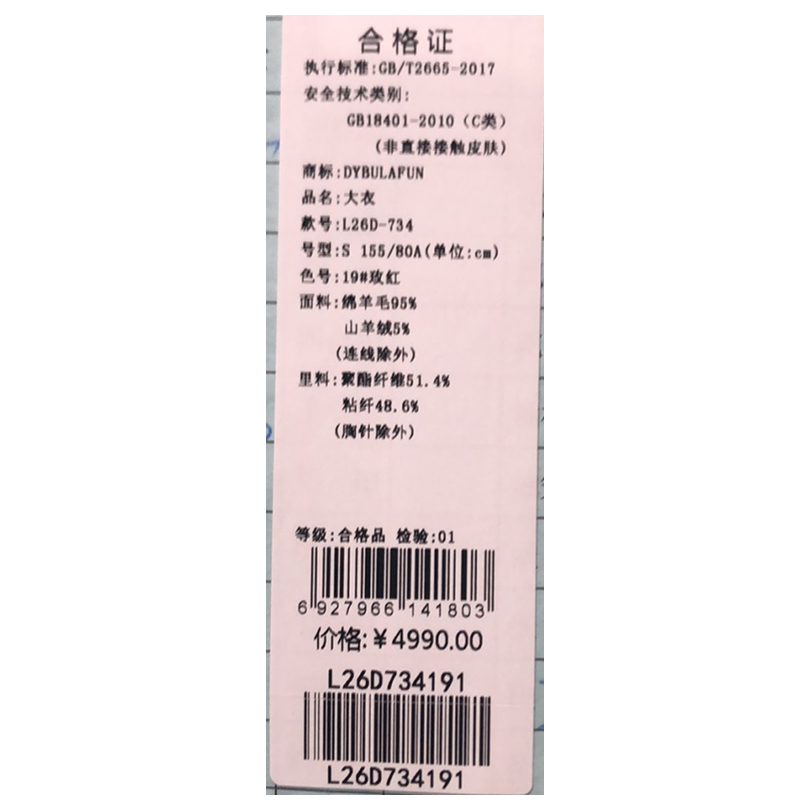 合格证
执行标准:GB/T2665-2017
安全技术类别:
GB18401-2010（C类）
(非直接接触皮肤)
商标:DYBULAFUN
品名:大衣
款号:L26D-734
号型:S 155/80A(单位:cm)
色号:19#玫红
面料:绵羊毛95%
山羊绒5%
(连线除外)
里料:聚酯纤维51.4%
粘纤48.6%
(胸针除外)
等级:合格品 检验:01
6 927966 141803
价格:￥4990.00
L26D734191
L26D734191